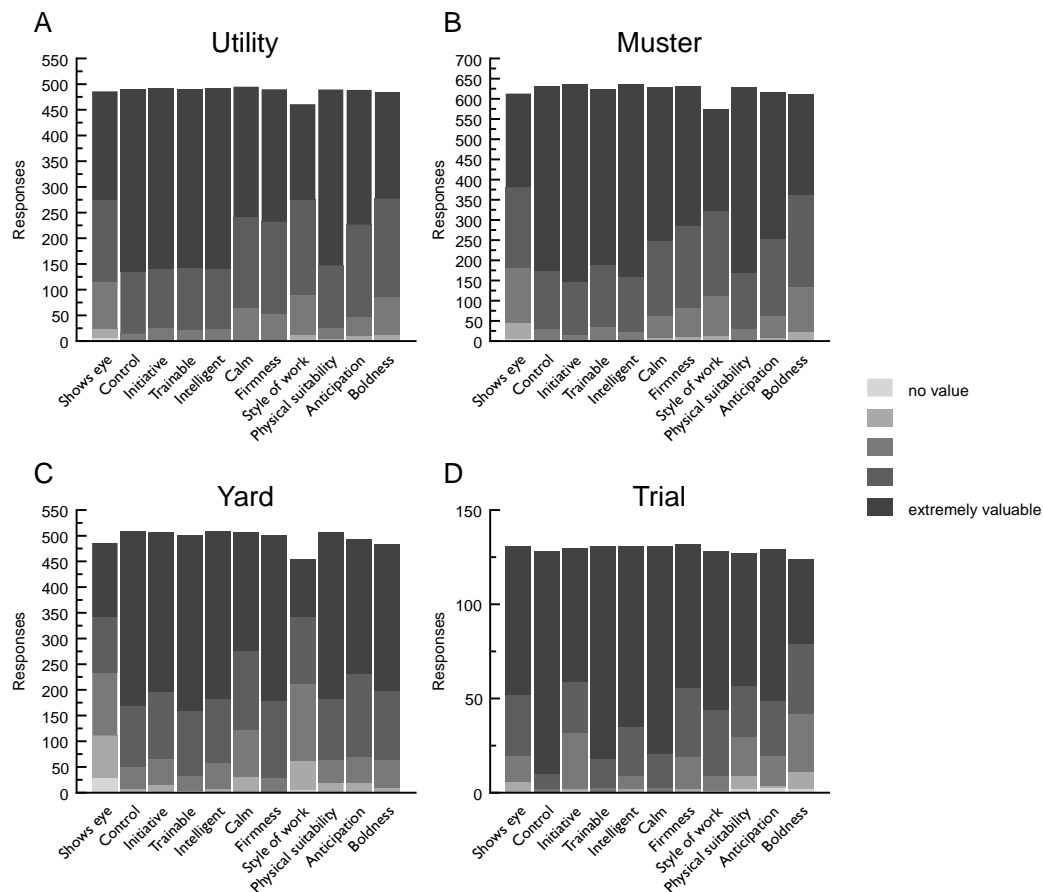 A
Utility
550
500
450
400
350
300
250
200
150
100
50
0
Responses
Shows eye
Control
Initiative
Trainable
Intelligent
Calm
Firmness
Style of work
Physical suitability
Anticipation
Boldness
B
Muster
700
650
600
550
500
450
400
350
300
250
200
150
100
50
0
Responses
Shows eye
Control
Initiative
Trainable
Intelligent
Calm
Firmness
Style of work
Physical suitability
Anticipation
Boldness
no value
extremely valuable
C
Yard
550
500
450
400
350
300
250
200
150
100
50
0
Responses
Shows eye
Control
Initiative
Trainable
Intelligent
Calm
Firmness
Style of work
Physical suitability
Anticipation
Boldness
D
Trial
150
100
50
0
Responses
Shows eye
Control
Initiative
Trainable
Intelligent
Calm
Firmness
Style of work
Physical suitability
Anticipation
Boldness